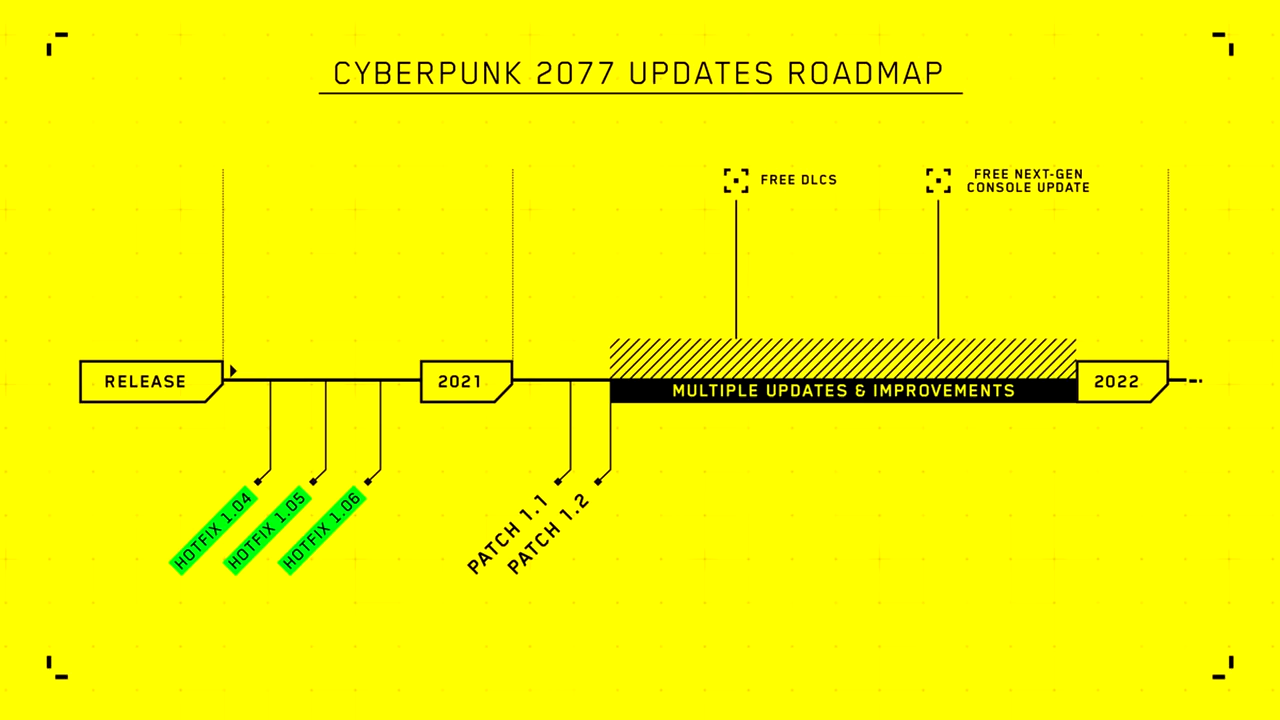 CYBERPUNK 2077 UPDATES ROADMAP
FREE DLCS
FREE NEXT-GEN
CONSOLE UPDATE
RELEASE
2021
MULTIPLE UPDATES & IMPROVEMENTS
2022
HOTFIX 1.04
HOTFIX 1.05
HOTFIX 1.06
PATCH 1.1
PATCH 1.2